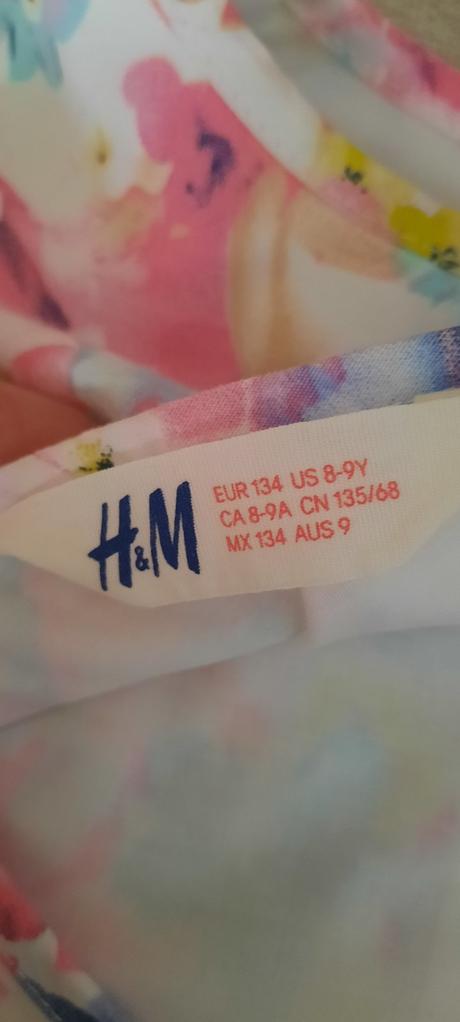 H&M
EUR 134 US 8-9Y
CA 8-9A CN 135/68
MX 134 AUS 9